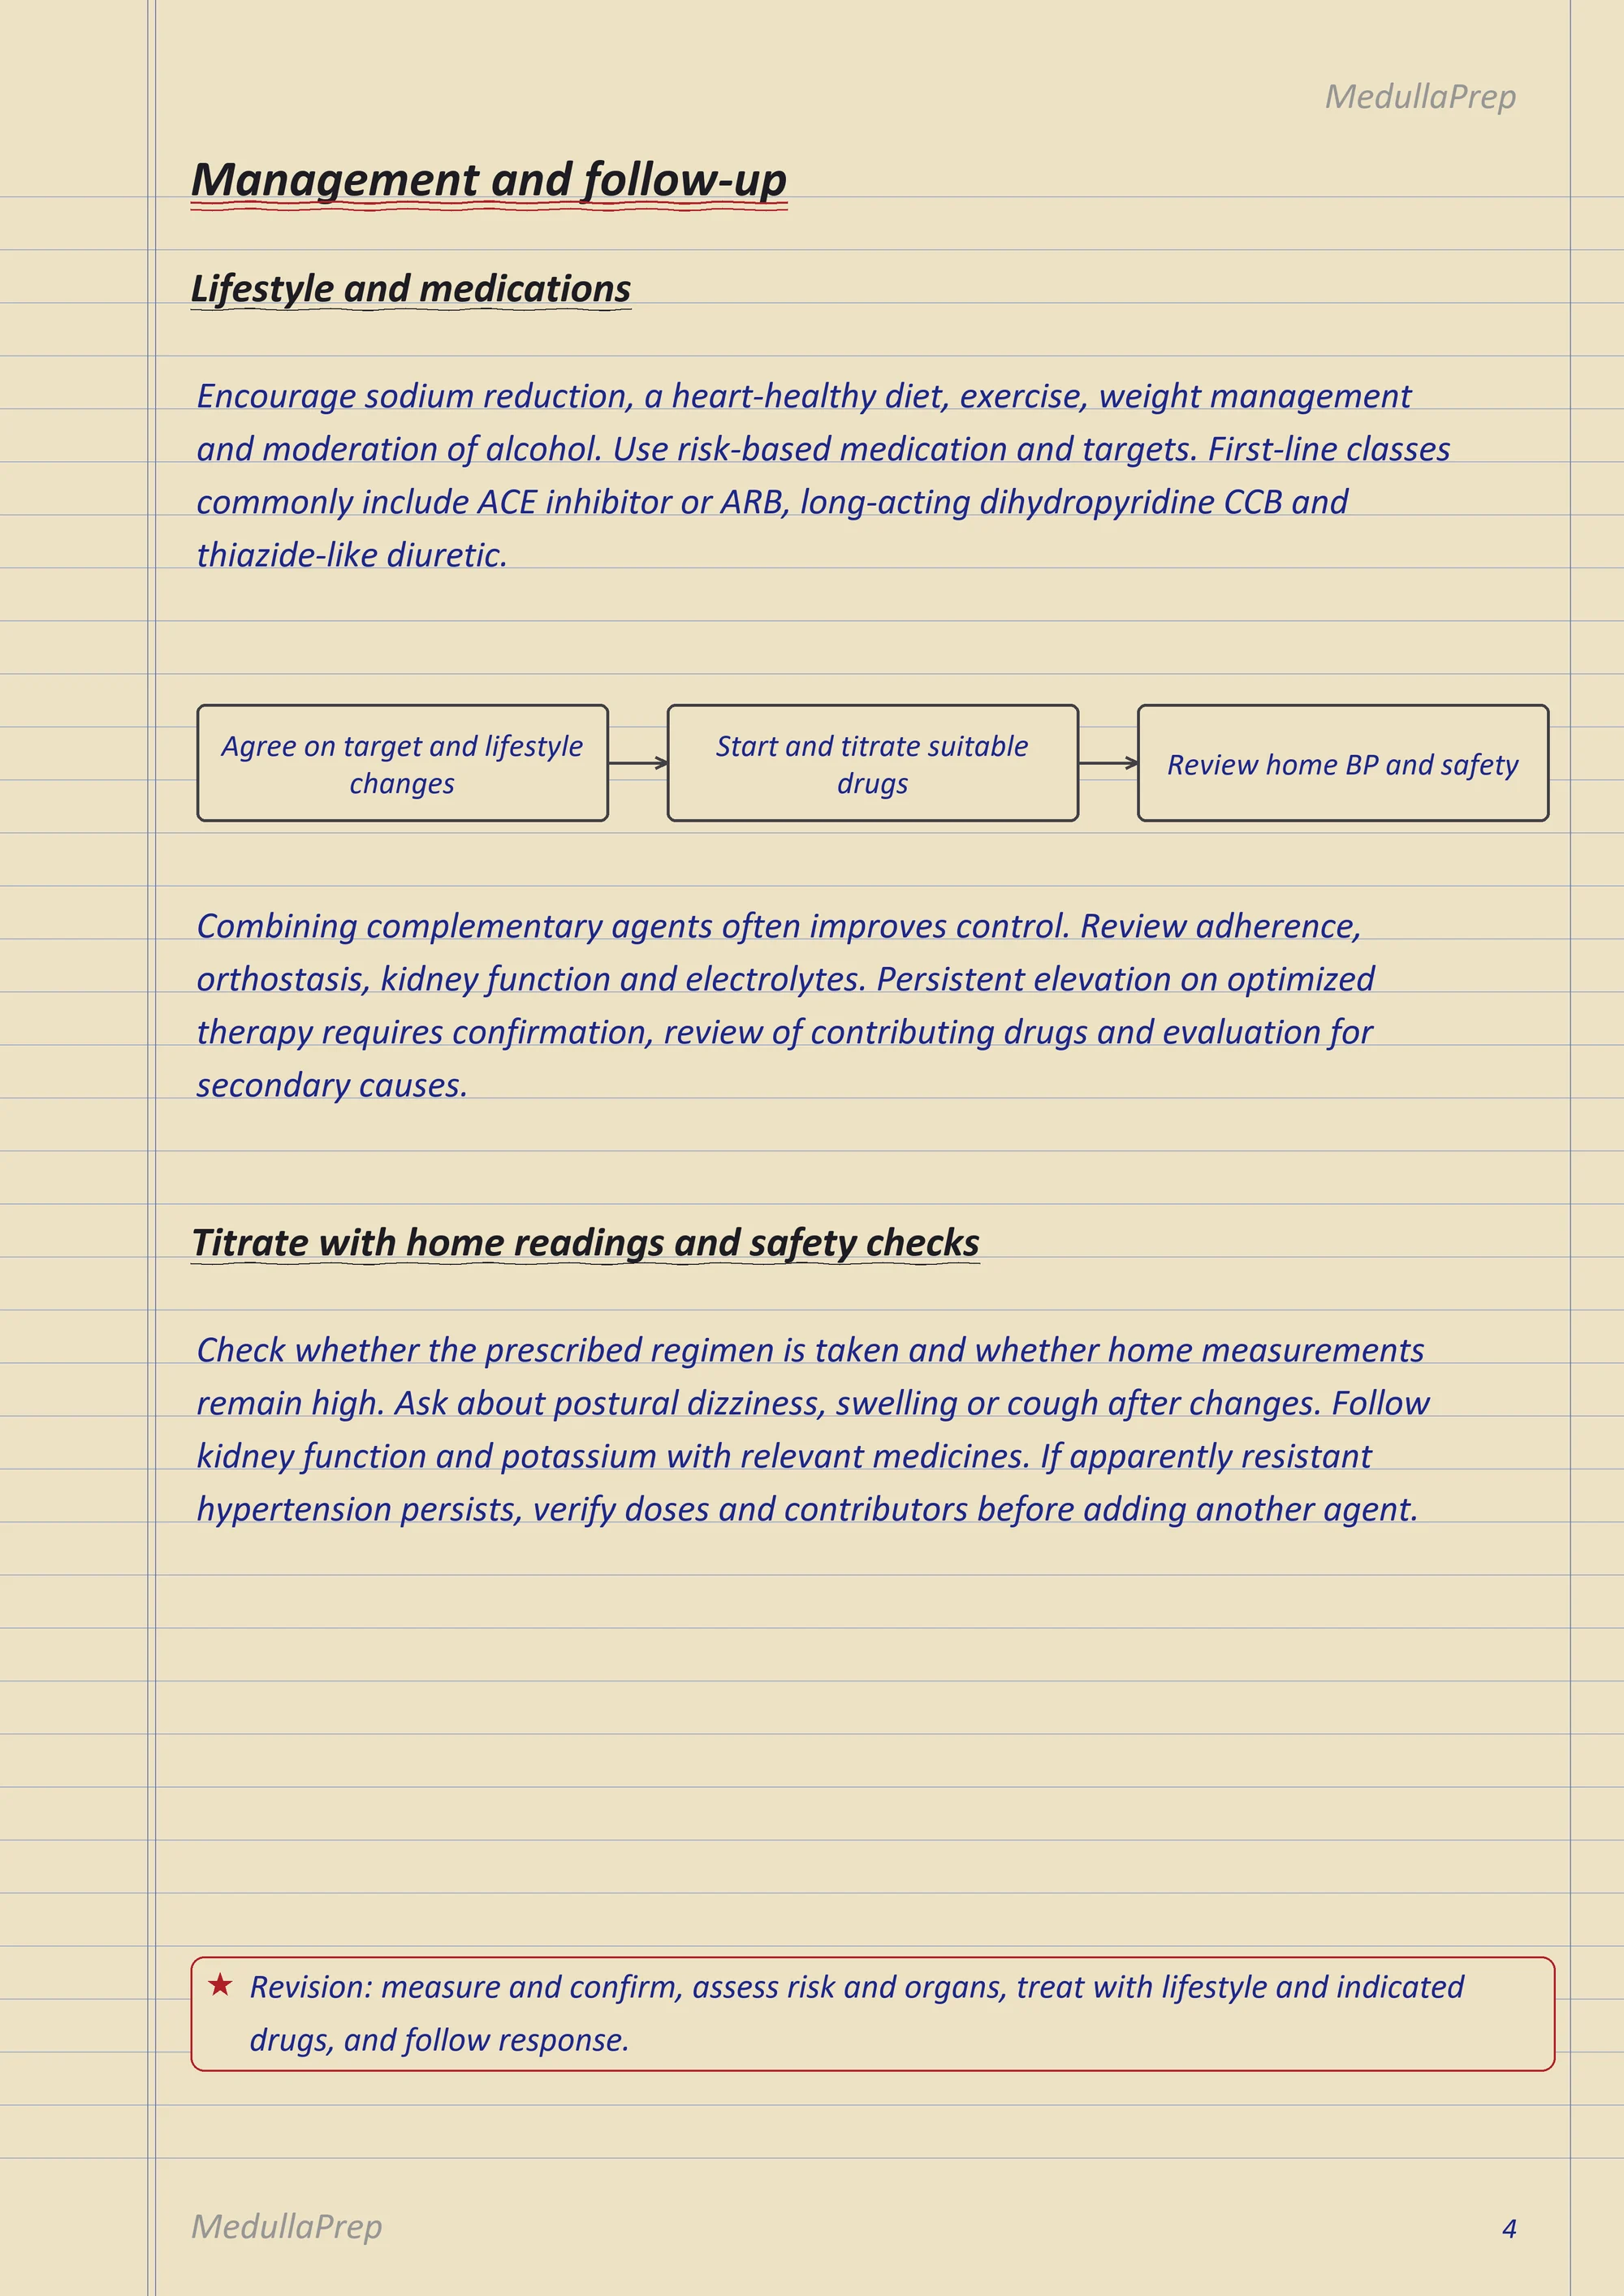 MedullaPrep
Management and follow-up
Lifestyle and medications
Encourage sodium reduction, a heart-healthy diet, exercise, weight management
and moderation of alcohol. Use risk-based medication and targets. First-line classes
commonly include ACE inhibitor or ARB, long-acting dihydropyridine CCB and
thiazide-like diuretic.
Agree on target and lifestyle
changes
Start and titrate suitable
drugs
Review home BP and safety
Combining complementary agents often improves control. Review adherence,
orthostasis, kidney function and electrolytes. Persistent elevation on optimized
therapy requires confirmation, review of contributing drugs and evaluation for
secondary causes.
Titrate with home readings and safety checks
Check whether the prescribed regimen is taken and whether home measurements
remain high. Ask about postural dizziness, swelling or cough after changes. Follow
kidney function and potassium with relevant medicines. If apparently resistant
hypertension persists, verify doses and contributors before adding another agent.
★ Revision: measure and confirm, assess risk and organs, treat with lifestyle and indicated
drugs, and follow response.
MedullaPrep
4